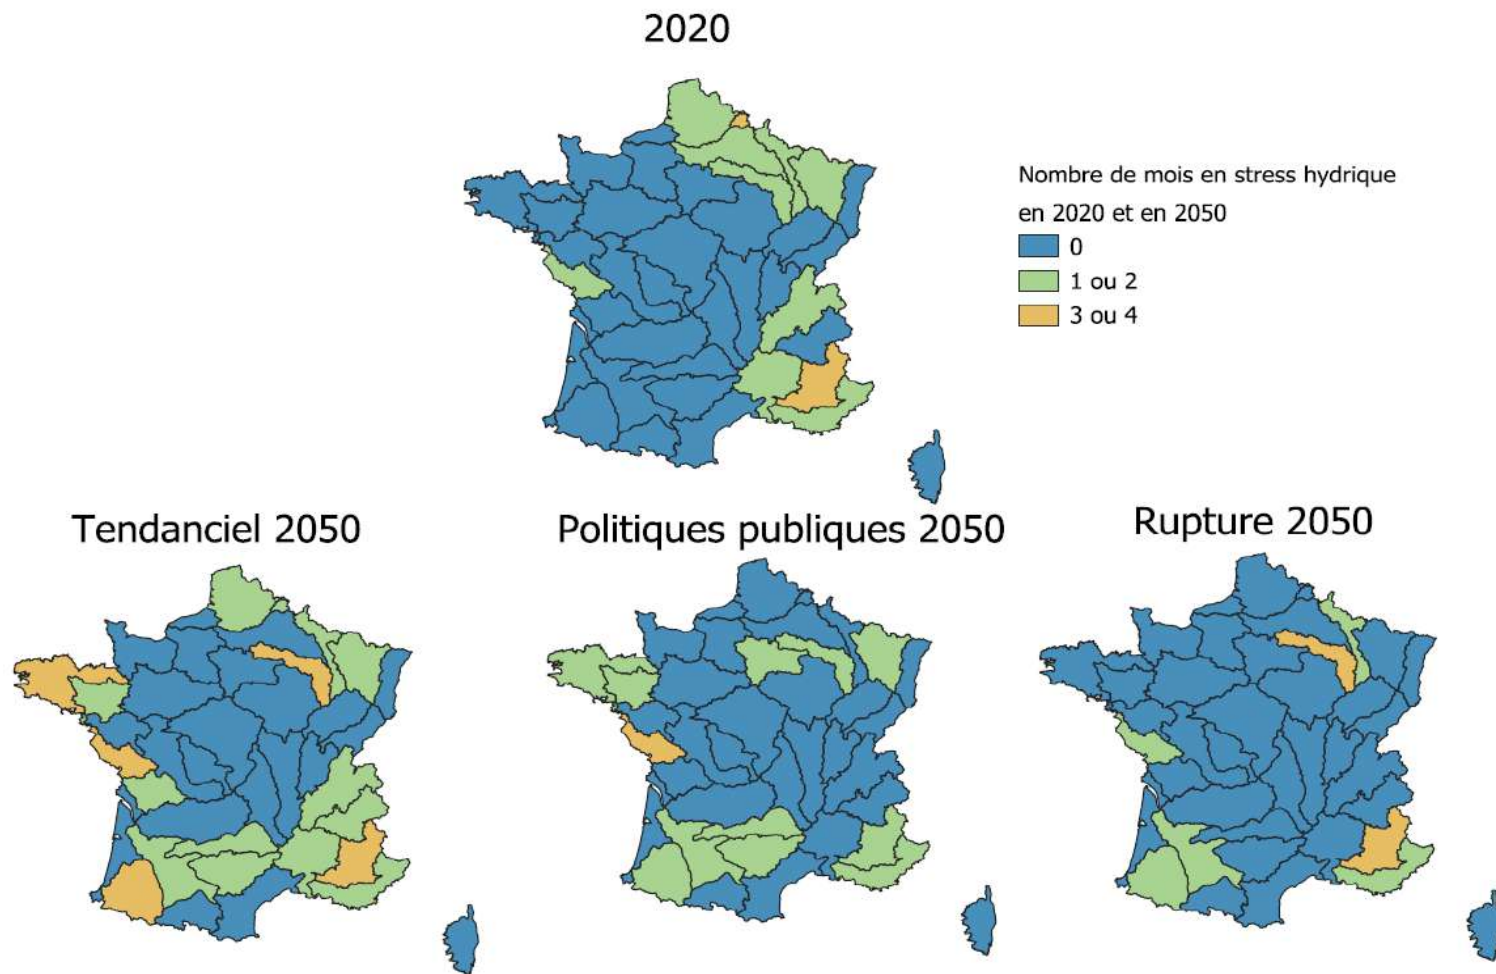 2020
Nombre de mois en stress hydrique
en 2020 et en 2050
0
1 ou 2
3 ou 4
Tendanciel 2050
Politiques publiques 2050
Rupture 2050